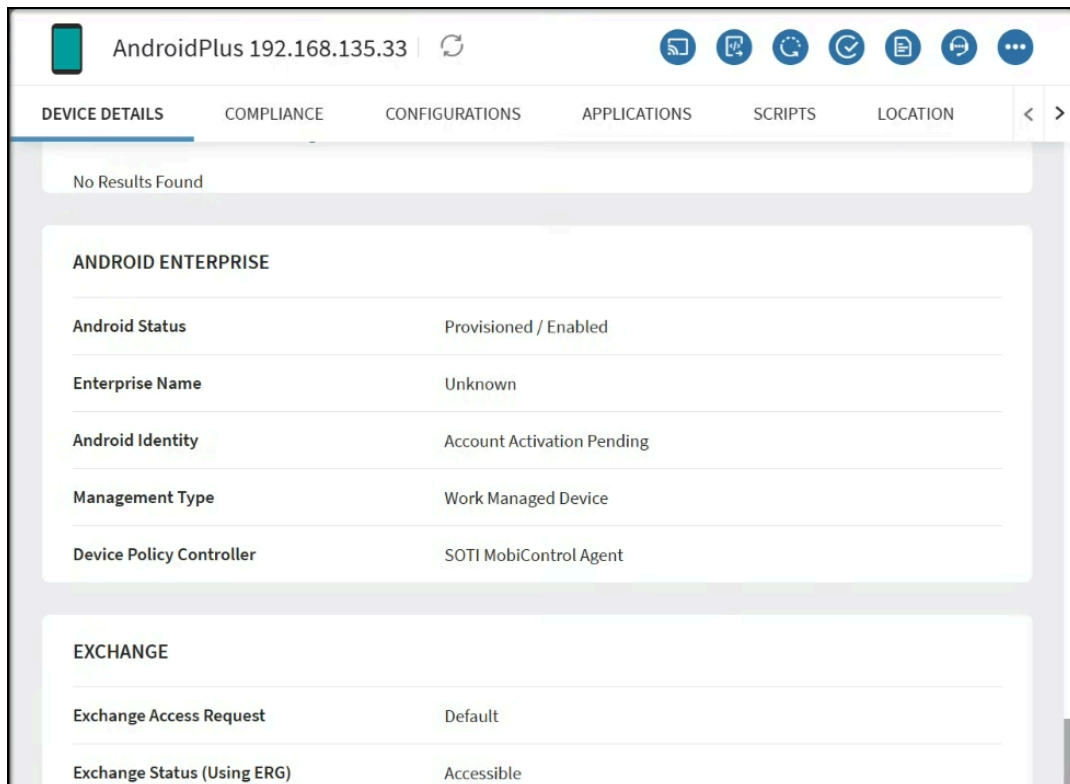 AndroidPlus 192.168.135.33
DEVICE DETAILS COMPLIANCE CONFIGURATIONS APPLICATIONS SCRIPTS LOCATION
No Results Found
ANDROID ENTERPRISE
Android Status Provisioned / Enabled
Enterprise Name Unknown
Android Identity Account Activation Pending
Management Type Work Managed Device
Device Policy Controller SOTI MobiControl Agent
EXCHANGE
Exchange Access Request Default
Exchange Status (Using ERG) Accessible